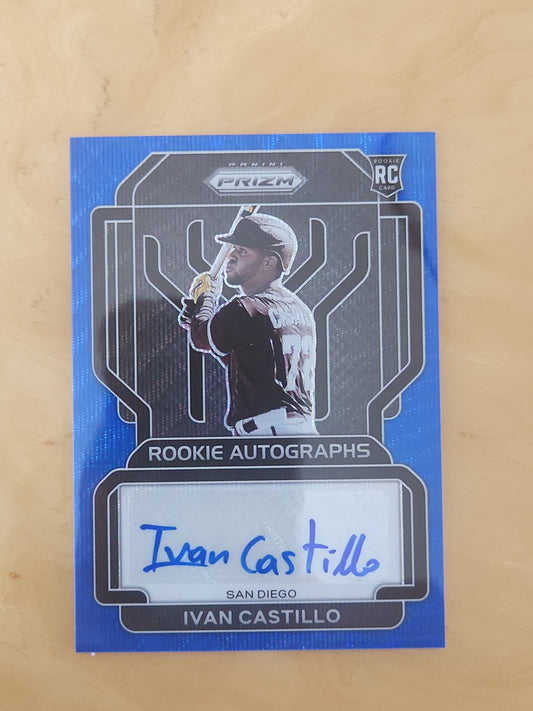 PANINI
PRIZM
ROOKIE
RC
CARD
ROOKIE AUTOGRAPHS
Ivan Castillo
SAN DIEGO
IVAN CASTILLO